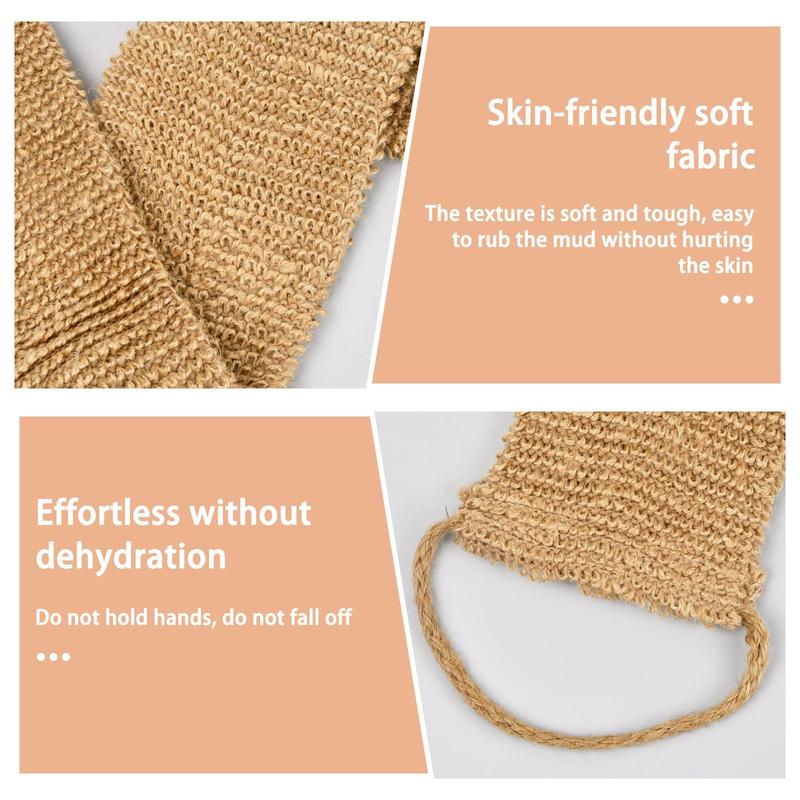 Skin-friendly soft
fabric
The texture is soft and tough, easy
to rub the mud without hurting
the skin
Effortless without
dehydration
Do not hold hands, do not fall off